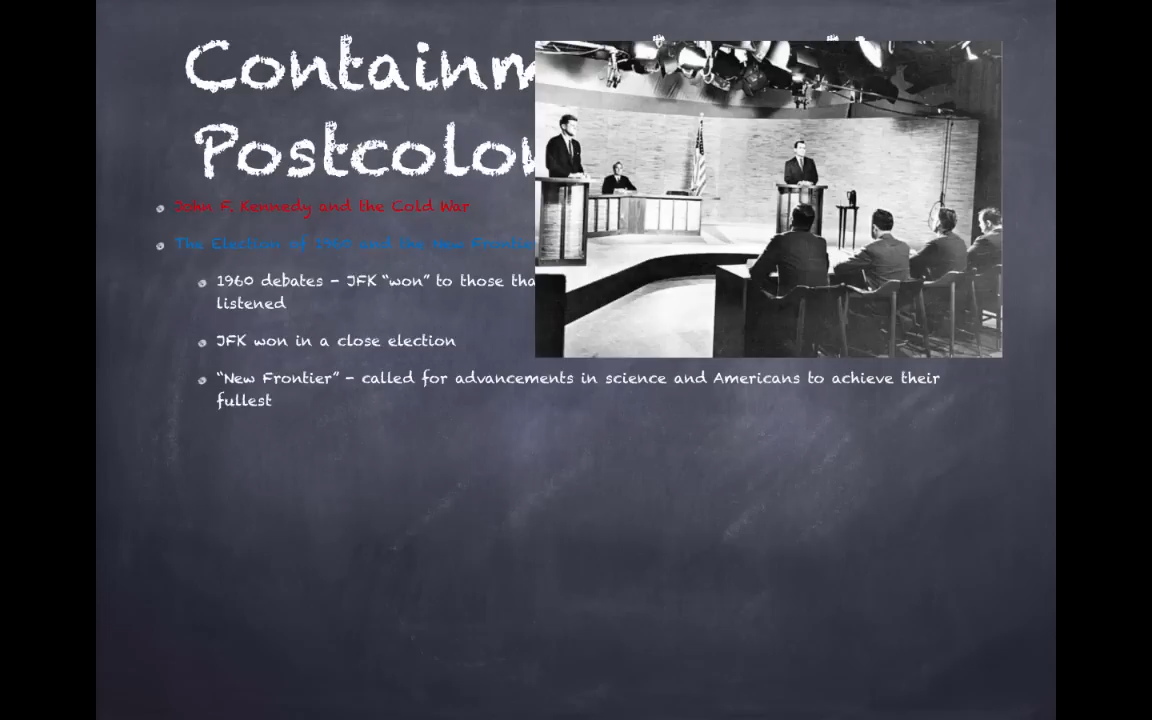 Containm
Postcolon
John F. Kennedy and the Cold War
The Election of 1960 and the New Frontie
1960 debates - JFK “won” to those tha
listened
JFK won in a close election
“New Frontier” - called for advancements in science and Americans to achieve their
fullest